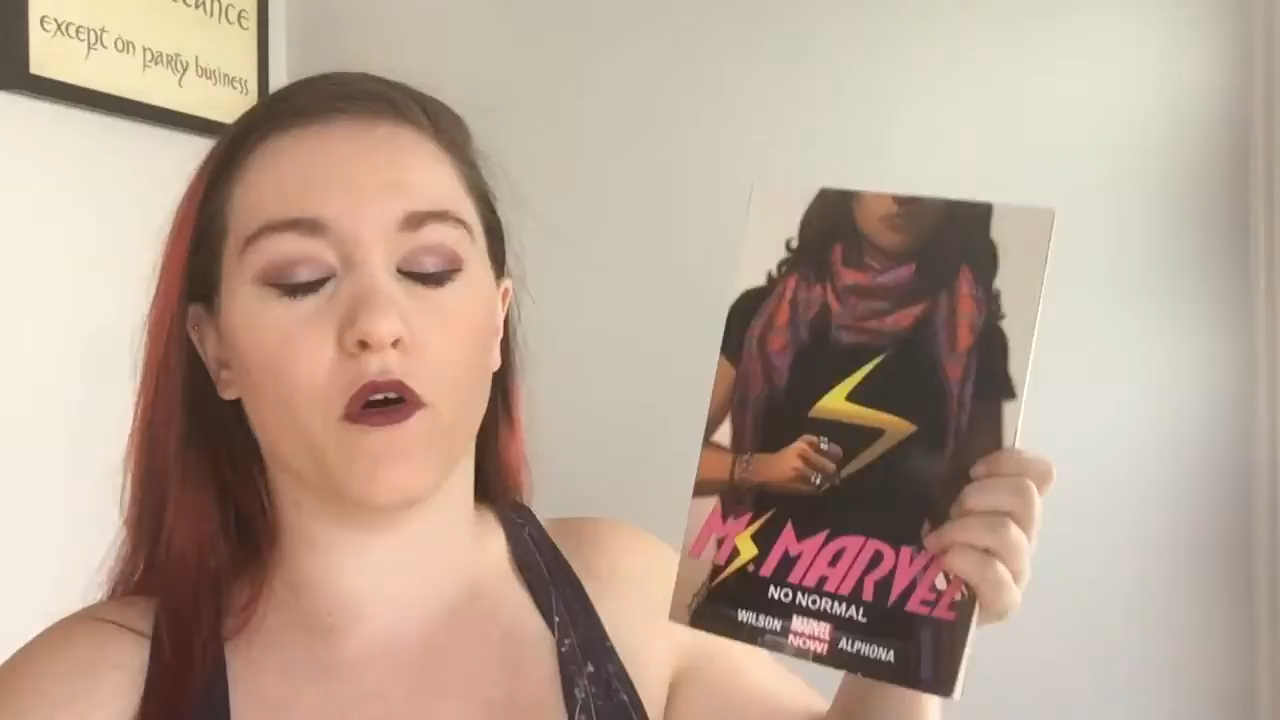 except on party business
Ms. MARVEL
NO NORMAL
WILSON MARVEL NOW! ALPHONA